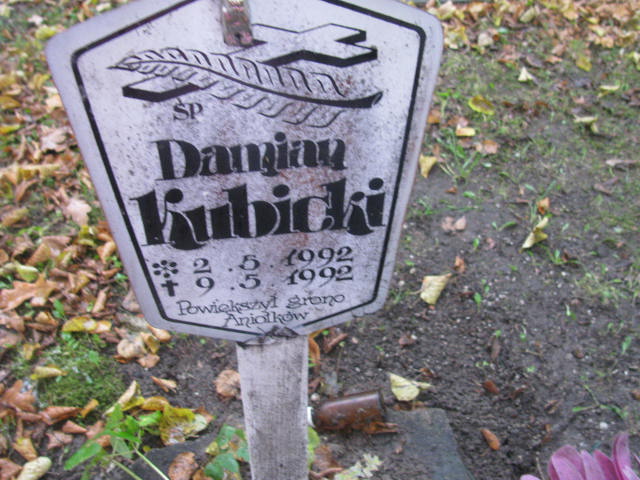 ŚP
Damian
Kubicki
* 2.5.1992
✝ 9.5.1992
Powiększył grono
Aniołków